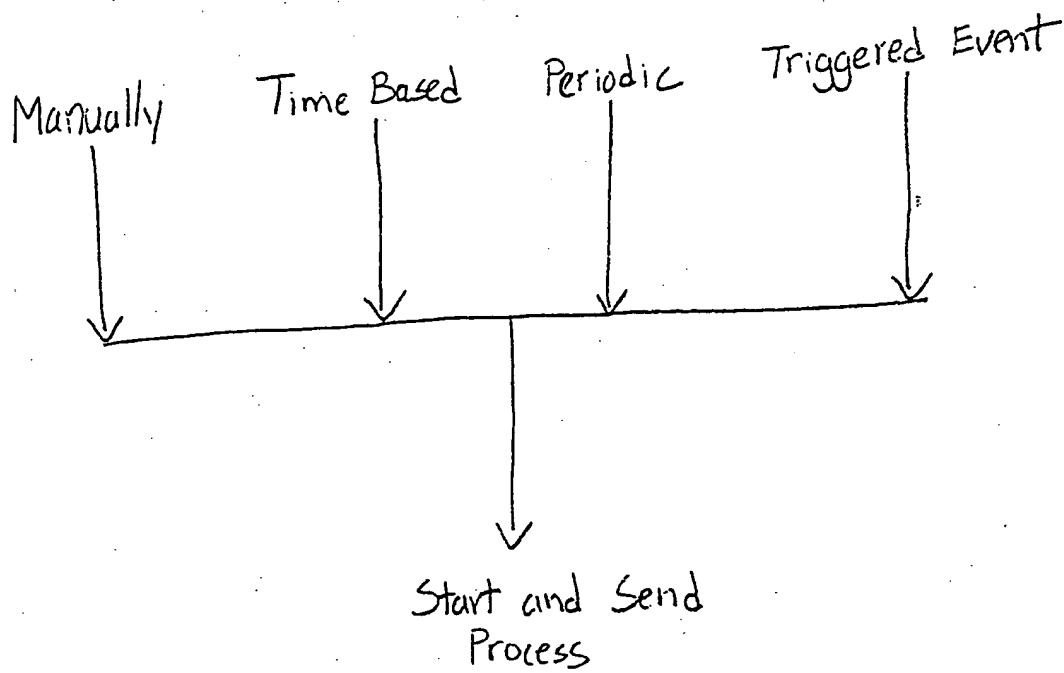 Manually
Time Based
Periodic
Triggered Event
Start and Send
Process